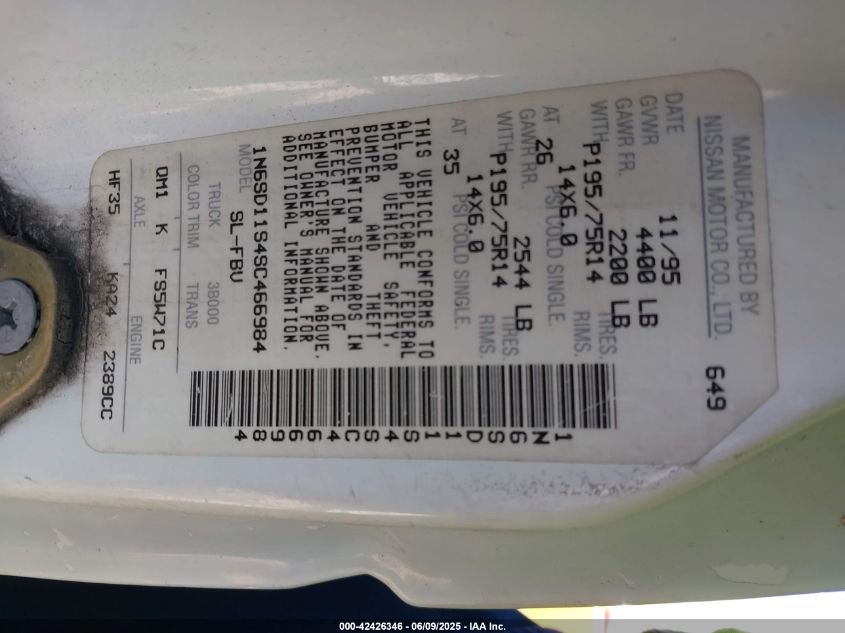 MANUFACTURED BY
NISSAN MOTOR CO., LTD. 649
DATE 11/95
GVWR 4400 LB
GAWR FR. 2200 LB
WITH P195/75R14 TIRES.
14X6.0 RIMS.
AT 26 PSI COLD SINGLE.
GAWR RR. 2544 LB
WITH P195/75R14 TIRES.
14X6.0 RIMS.
AT 35 PSI COLD SINGLE.
THIS VEHICLE CONFORMS TO
ALL APPLICABLE FEDERAL
MOTOR VEHICLE SAFETY,
BUMPER AND THEFT
PREVENTION STANDARDS IN
EFFECT ON THE DATE OF
MANUFACTURE SHOWN ABOVE.
SEE OWNER'S MANUAL FOR
ADDITIONAL INFORMATION.
1N6SD11S4SC466984
MODEL SL-FBU
TRUCK 3B000
COLOR TRIM TRANS
QM1 K FS5W71C
AXLE ENGINE
HF35 KA24 2389CC
1N6SD11S4SC466984
000-42426346 - 06/09/2025 - IAA Inc.